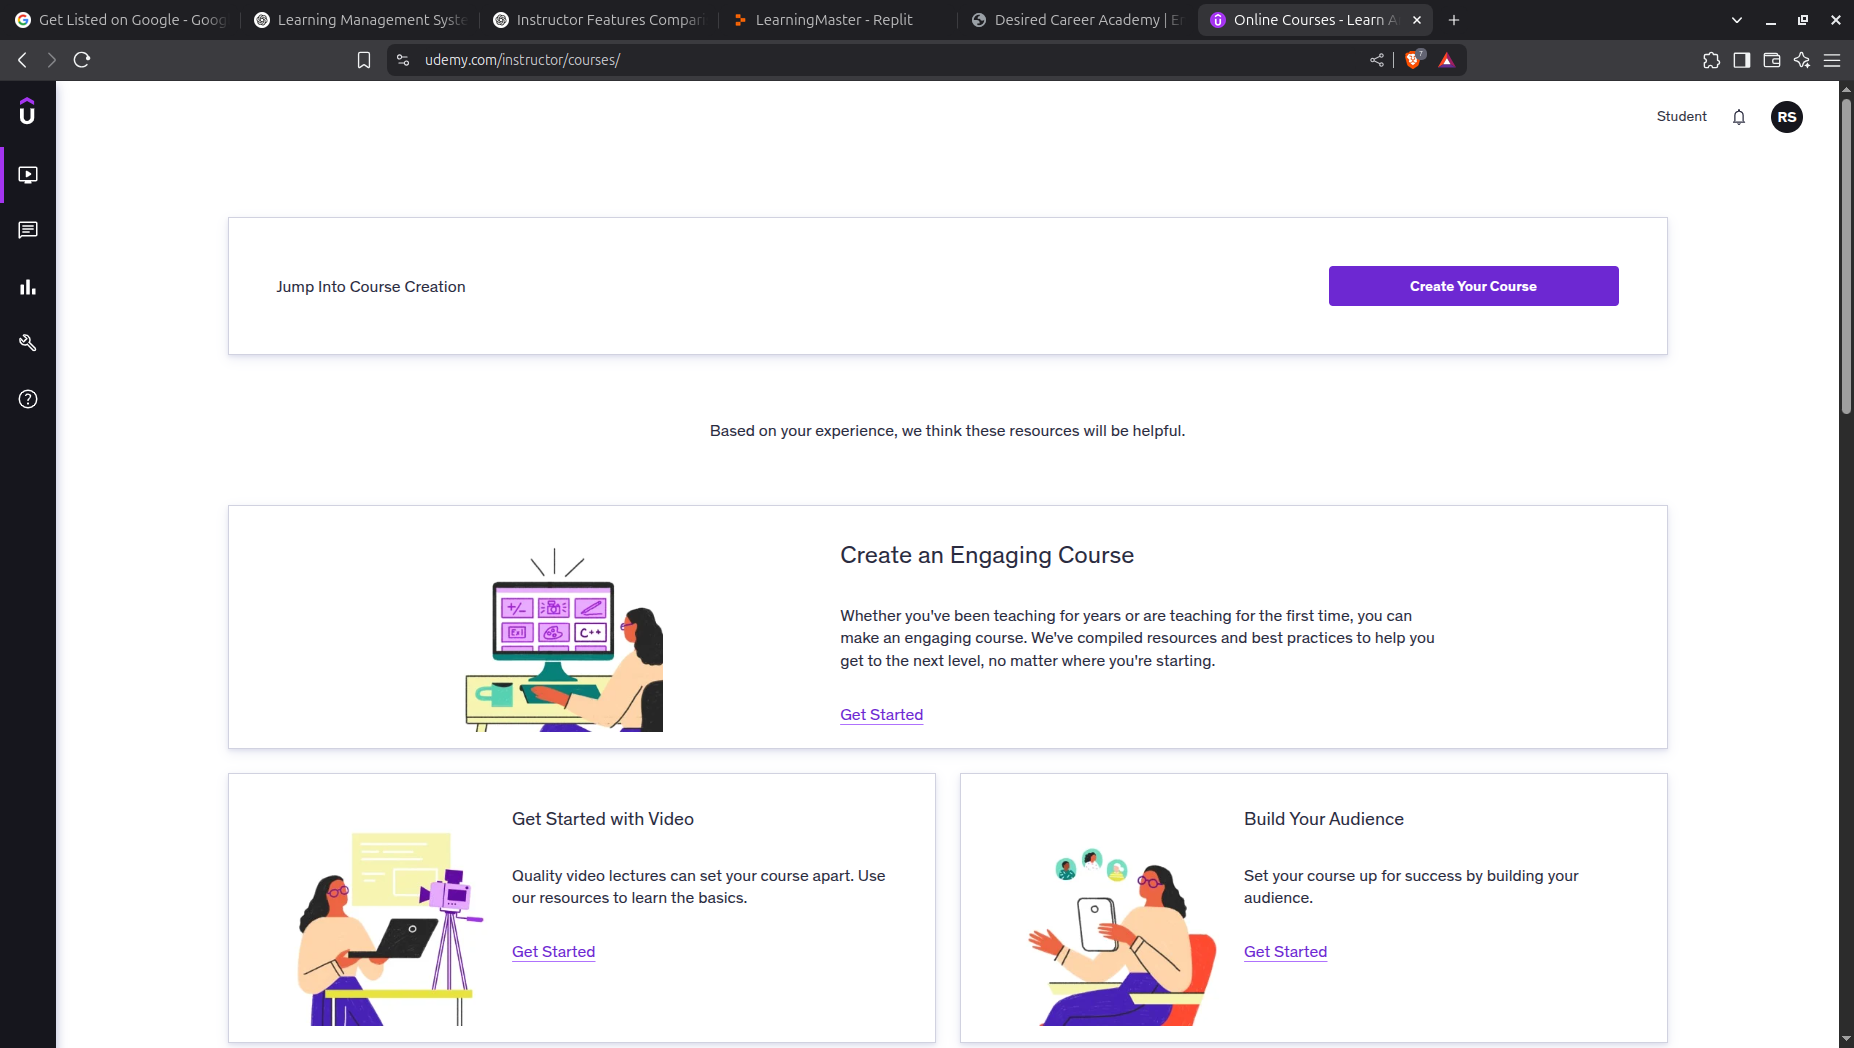 Get Listed on Google - Goog
Learning Management Syste
Instructor Features Compari
LearningMaster - Replit
Desired Career Academy | En
Online Courses - Learn A
udemy.com/instructor/courses/
7
Student
RS
Jump Into Course Creation
Create Your Course
Based on your experience, we think these resources will be helpful.
Create an Engaging Course
+/-
C++
Whether you've been teaching for years or are teaching for the first time, you can
make an engaging course. We've compiled resources and best practices to help you
get to the next level, no matter where you're starting.
Get Started
Get Started with Video
Quality video lectures can set your course apart. Use
our resources to learn the basics.
Get Started
Build Your Audience
Set your course up for success by building your
audience.
Get Started